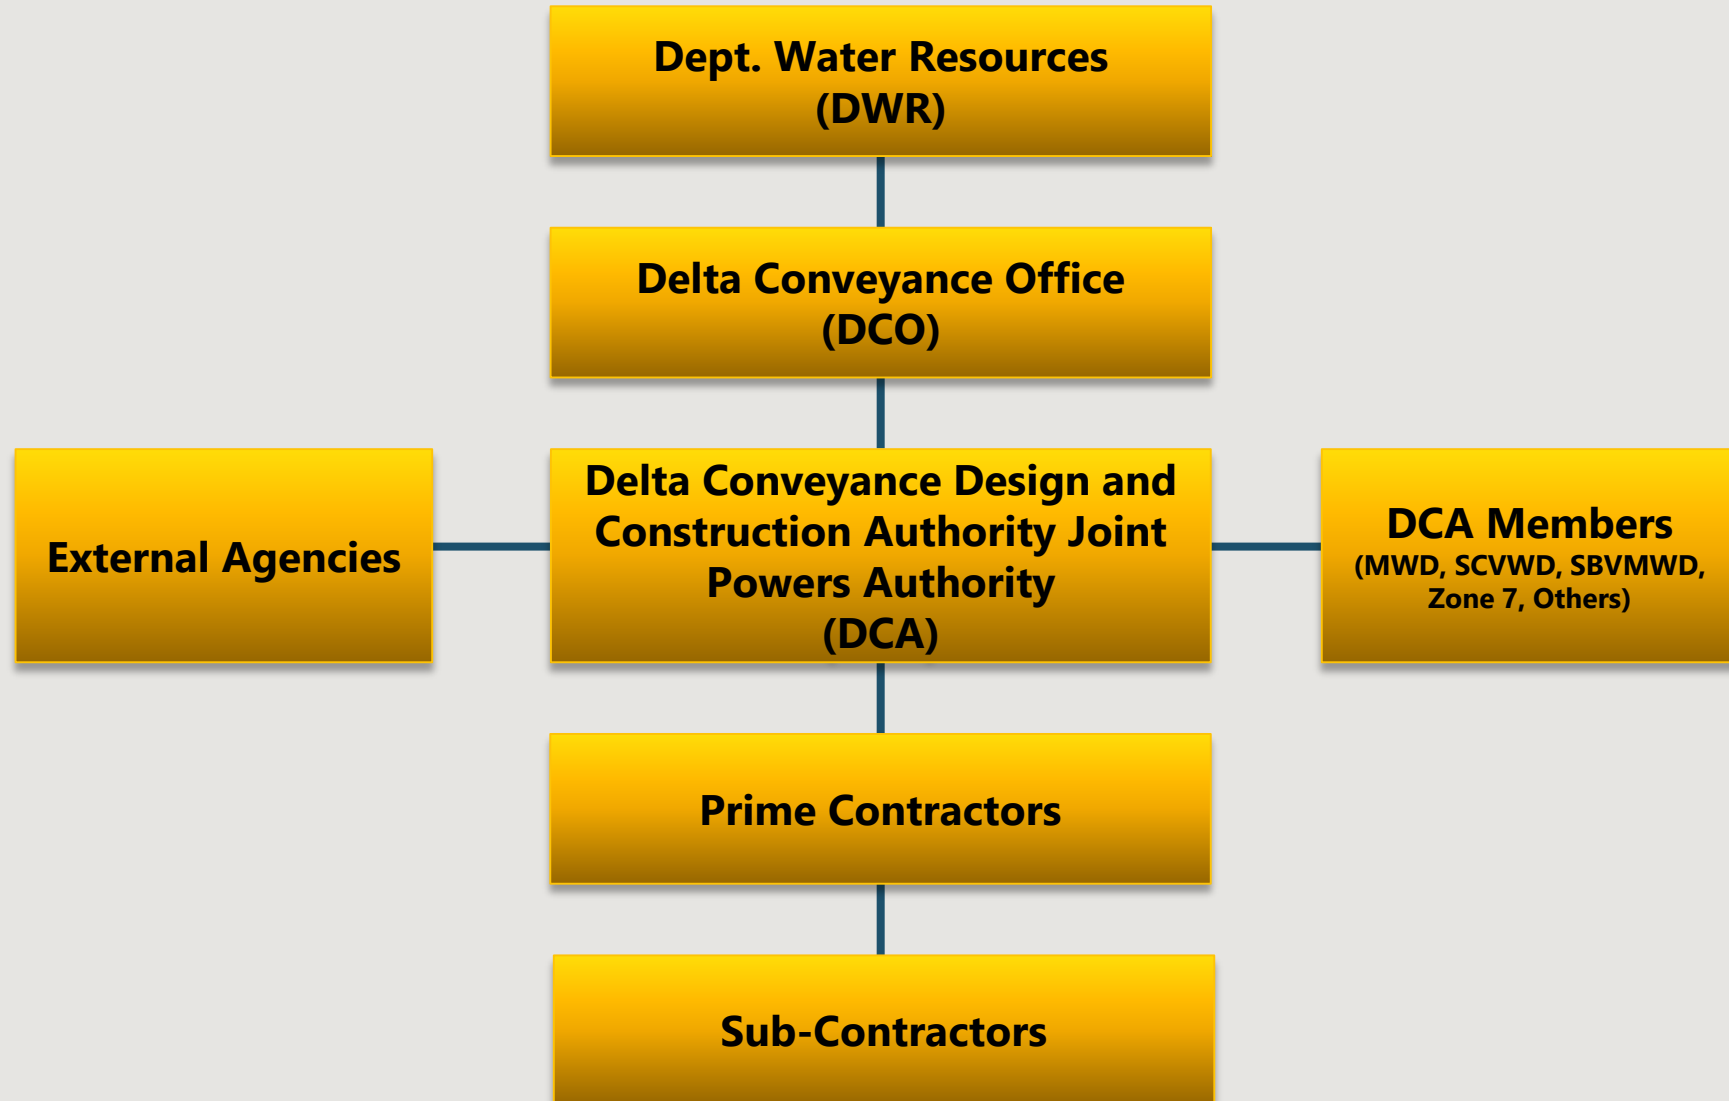 Dept. Water Resources
(DWR)
Delta Conveyance Office
(DCO)
External Agencies
Delta Conveyance Design and
Construction Authority Joint
Powers Authority
(DCA)
DCA Members
(MWD, SCVWD, SBVMWD,
Zone 7, Others)
Prime Contractors
Sub-Contractors